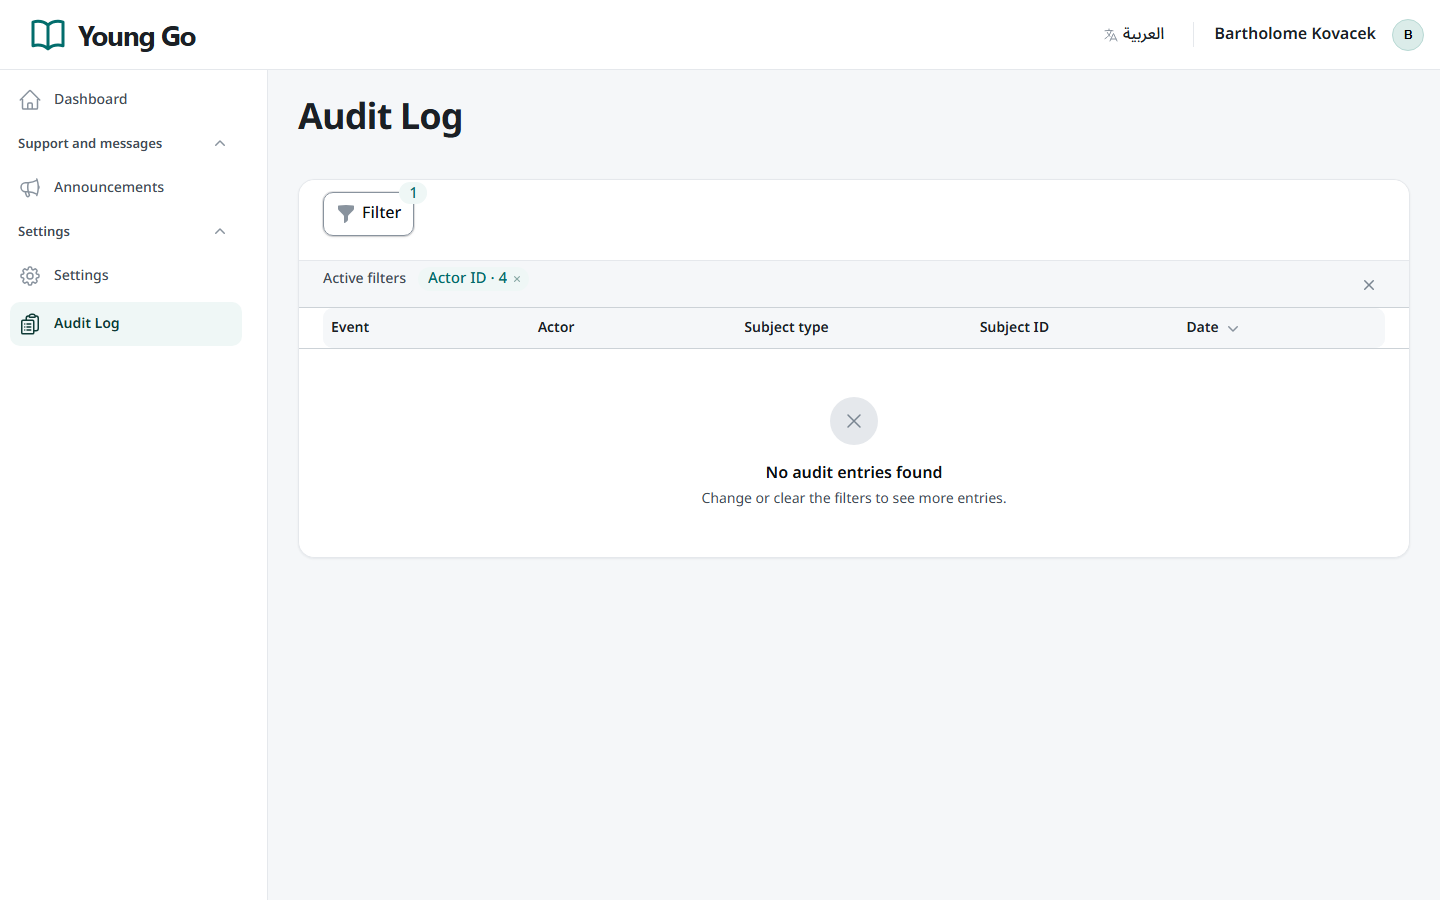 Young Go
العربية
Bartholome Kovacek
B
Dashboard
Support and messages
Announcements
Settings
Settings
Audit Log
Audit Log
Filter
1
Active filters
Actor ID · 4 ×
Event
Actor
Subject type
Subject ID
Date
No audit entries found
Change or clear the filters to see more entries.